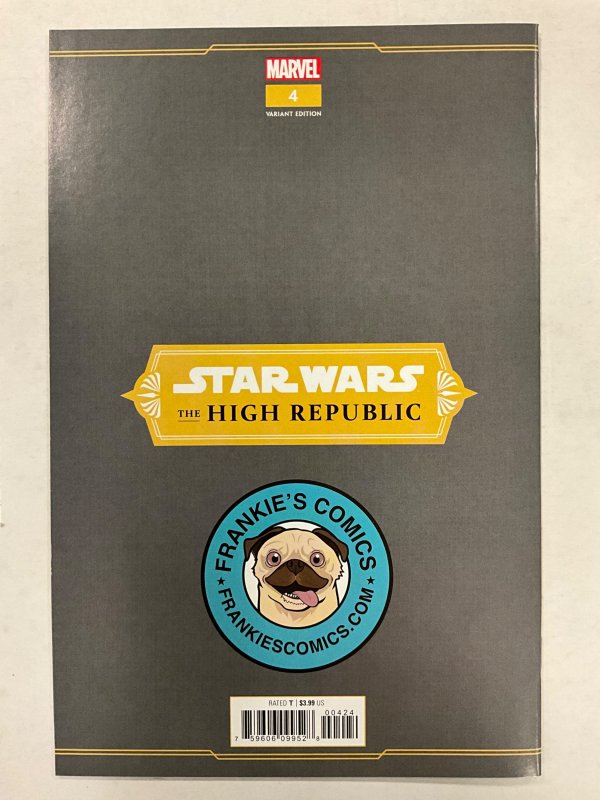 MARVEL
4
VARIANT EDITION
STAR WARS
THE HIGH REPUBLIC
★ FRANKIE'S COMICS ★
FRANKIESCOMICS.COM
RATED T | $3.99 US
00424
7 59606 09952 8